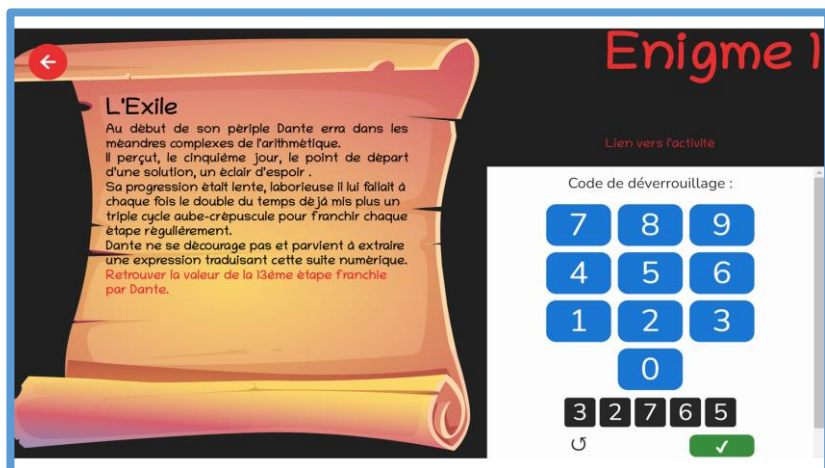 Enigme 1
L'Exile
Au début de son périple Dante erra dans les
méandres complexes de l'arithmétique.
Il perçut, le cinquième jour, le point de départ
d'une solution, un éclair d'espoir .
Sa progression était lente, laborieuse il lui fallait à
chaque fois le double du temps déjà mis plus un
triple cycle aube-crépuscule pour franchir chaque
étape régulièrement.
Dante ne se décourage pas et parvient à extraire
une expression traduisant cette suite numérique.
Retrouver la valeur de la 13éme étape franchie
par Dante.
Lien vers l'activité
Code de déverrouillage :
7 8 9
4 5 6
1 2 3
0
3 2 7 6 5